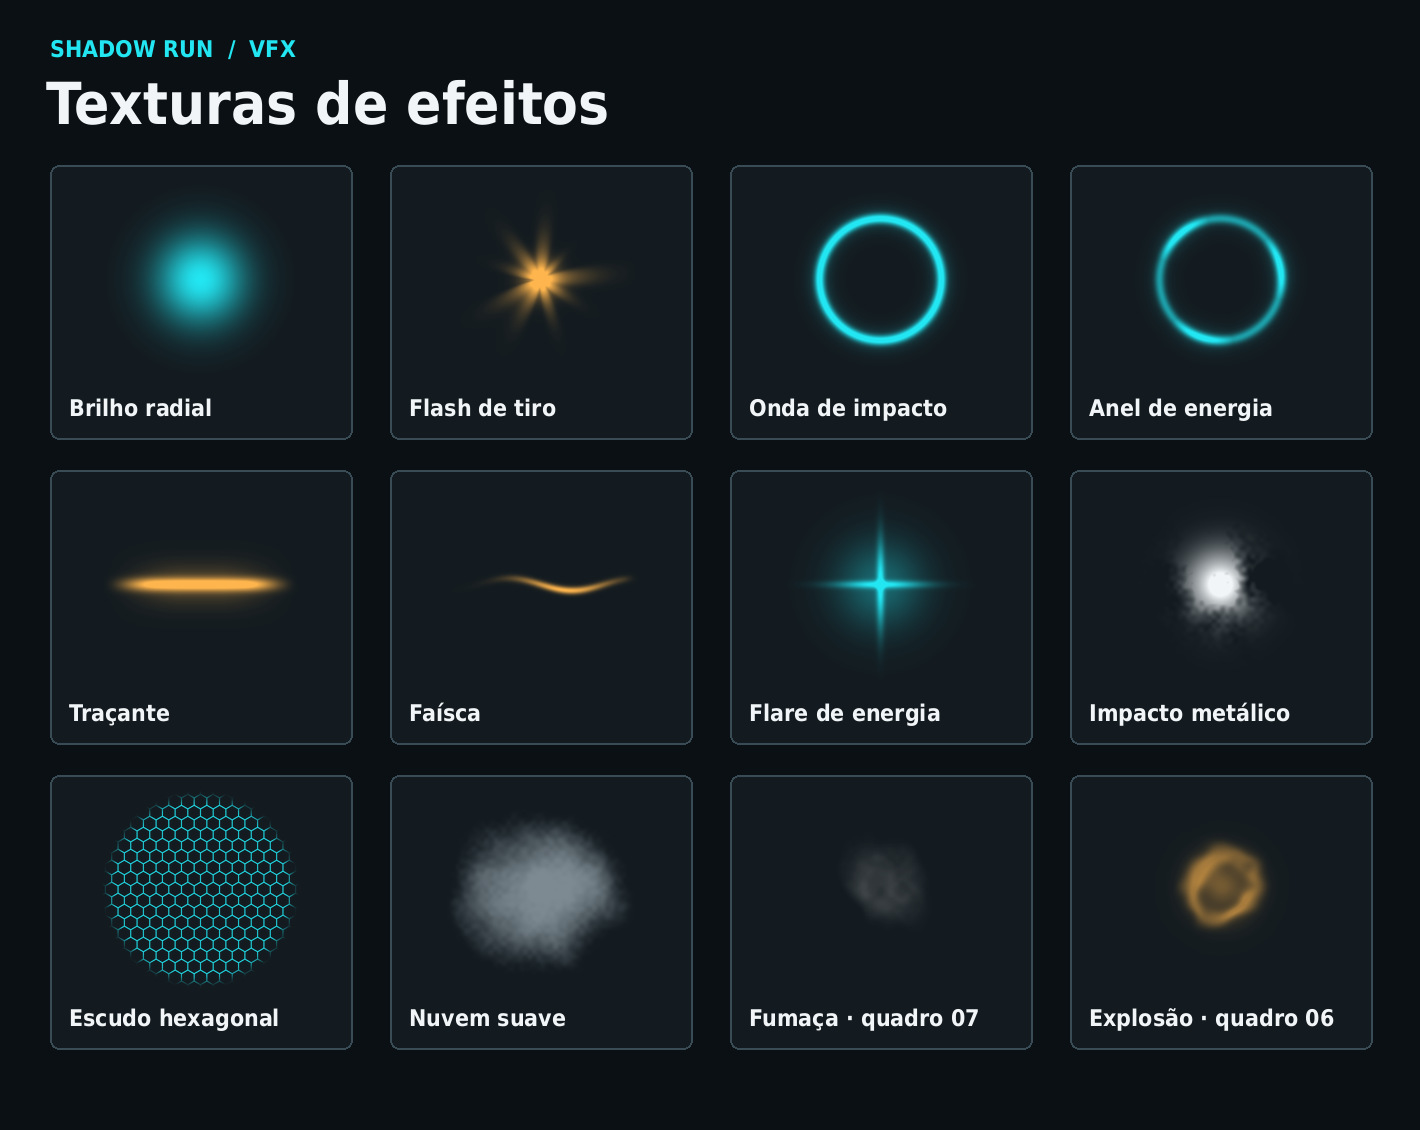 SHADOW RUN / VFX
Texturas de efeitos
Brilho radial
Flash de tiro
Onda de impacto
Anel de energia
Traçante
Faísca
Flare de energia
Impacto metálico
Escudo hexagonal
Nuvem suave
Fumaça · quadro 07
Explosão · quadro 06